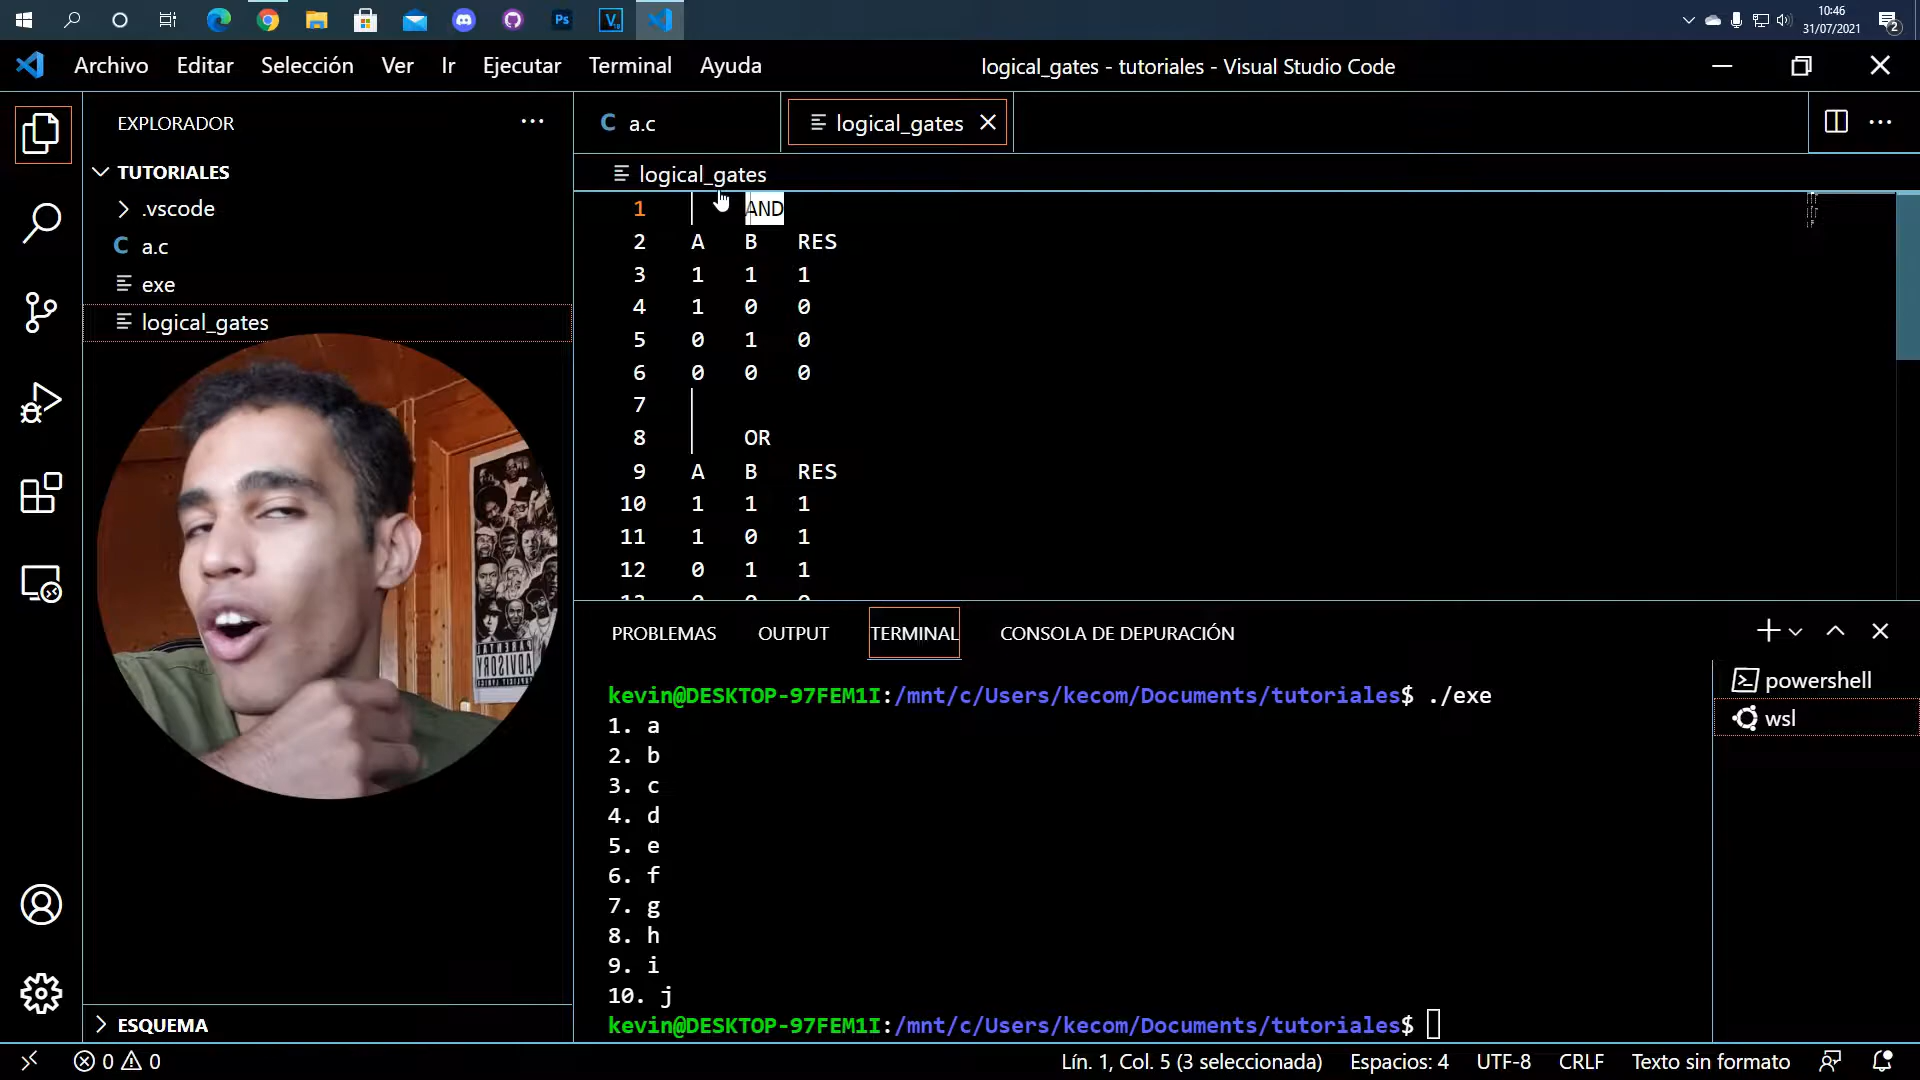 Ps
V
10:46
31/07/2021
2
Archivo Editar Selección Ver Ir Ejecutar Terminal Ayuda
logical_gates - tutoriales - Visual Studio Code
EXPLORADOR
TUTORIALES
.vscode
C a.c
exe
logical_gates
ESQUEMA
C a.c
logical_gates
logical_gates
1 AND
2 A B RES
3 1 1 1
4 1 0 0
5 0 1 0
6 0 0 0
7
8 OR
9 A B RES
10 1 1 1
11 1 0 1
12 0 1 1
PARENTAL
ADVISORY
PROBLEMAS OUTPUT TERMINAL CONSOLA DE DEPURACIÓN
kevin@DESKTOP-97FEM1I:/mnt/c/Users/kecom/Documents/tutoriales$ ./exe
1. a
2. b
3. c
4. d
5. e
6. f
7. g
8. h
9. i
10. j
kevin@DESKTOP-97FEM1I:/mnt/c/Users/kecom/Documents/tutoriales$
powershell
wsl
0 0
Lín. 1, Col. 5 (3 seleccionada) Espacios: 4 UTF-8 CRLF Texto sin formato